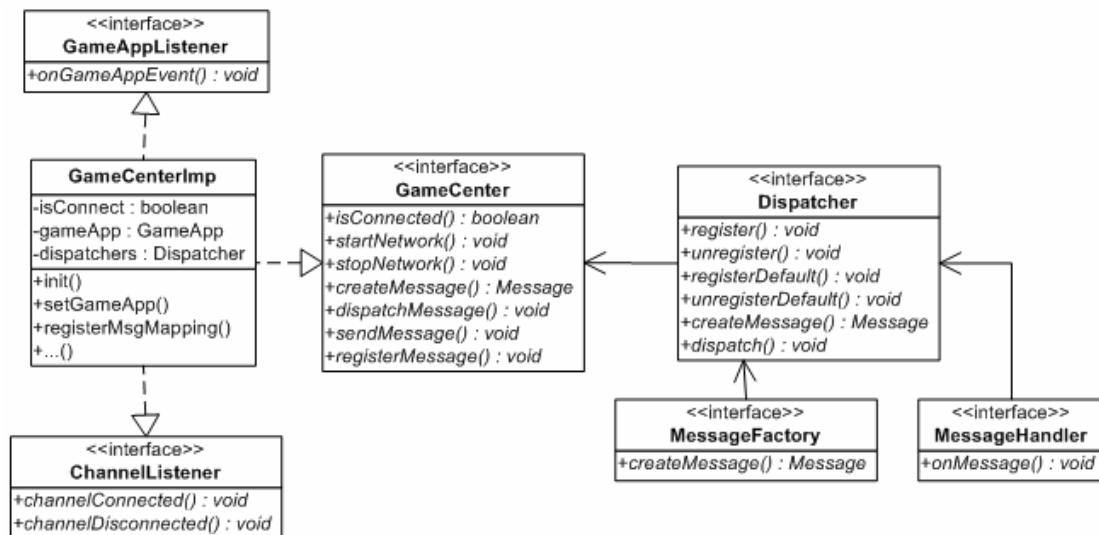 <<interface>>
GameAppListener
+onGameAppEvent() : void
GameCenterImp
-isConnect : boolean
-gameApp : GameApp
-dispatchers : Dispatcher
+init()
+setGameApp()
+registerMsgMapping()
+...()
<<interface>>
ChannelListener
+channelConnected() : void
+channelDisconnected() : void
<<interface>>
GameCenter
+isConnected() : boolean
+startNetwork() : void
+stopNetwork() : void
+createMessage() : Message
+dispatchMessage() : void
+sendMessage() : void
+registerMessage() : void
<<interface>>
Dispatcher
+register() : void
+unregister() : void
+registerDefault() : void
+unregisterDefault() : void
+createMessage() : Message
+dispatch() : void
<<interface>>
MessageFactory
+createMessage() : Message
<<interface>>
MessageHandler
+onMessage() : void